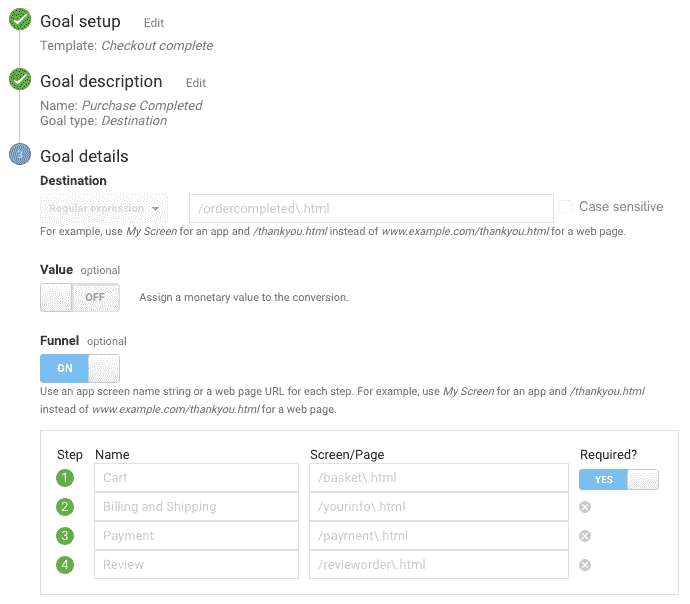 Goal setup Edit
Template: Checkout complete
Goal description Edit
Name: Purchase Completed
Goal type: Destination
3 Goal details
Destination
Regular expression /ordercompleted\.html Case sensitive
For example, use My Screen for an app and /thankyou.html instead of www.example.com/thankyou.html for a web page.
Value optional
OFF Assign a monetary value to the conversion.
Funnel optional
ON
Use an app screen name string or a web page URL for each step. For example, use My Screen for an app and /thankyou.html
instead of www.example.com/thankyou.html for a web page.
Step Name Screen/Page Required?
1 Cart /basket\.html YES
2 Billing and Shipping /yourinfo\.html
3 Payment /payment\.html
4 Review /revieworder\.html